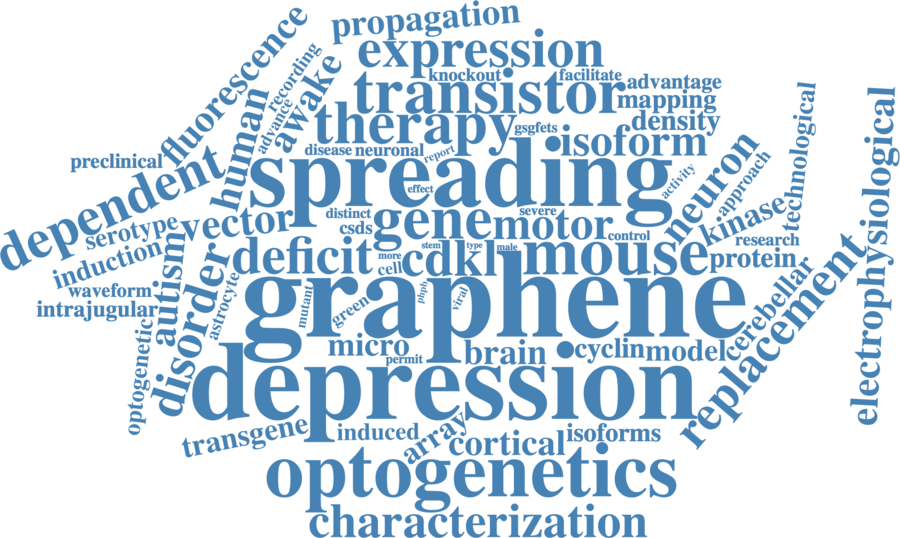 propagation
expression
fluorescence
recording
knockout
facilitate
advantage
awake
transistor
mapping
advance
human
therapy
gsgfets
density
isoform
preclinical
disease
neuronal
report
dependent
spreading
effect
activity
neuron
approach
technological
electrophysiological
serotype
vector
distinct
csds
gene
severe
motor
control
kinase
research
induction
autism
disorder
deficit
more
cell
stem
type
male
cdkl
mouse
protein
waveform
intrajugular
astrocyte
mutant
green
phpb
viral
graphene
cerebellar
replacement
optogenetic
micro
permit
brain
cyclin
model
depression
transgene
induced
array
cortical
isoforms
optogenetics
characterization